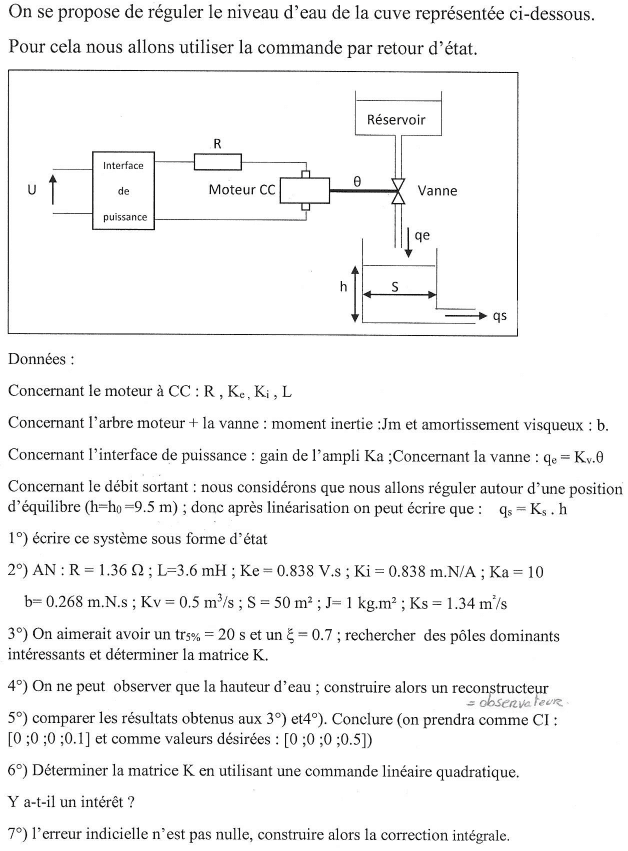 On se propose de réguler le niveau d'eau de la cuve représentée ci-dessous.
Pour cela nous allons utiliser la commande par retour d'état.
Réservoir
R
Interface
de
puissance
U
Moteur CC
θ
Vanne
qe
h
S
qs
Données :
Concernant le moteur à CC : R , Ke , Ki , L
Concernant l'arbre moteur + la vanne : moment inertie :Jm et amortissement visqueux : b.
Concernant l'interface de puissance : gain de l'ampli Ka ;Concernant la vanne : qe = Kv.θ
Concernant le débit sortant : nous considérons que nous allons réguler autour d'une position
d'équilibre (h=h0 =9.5 m) ; donc après linéarisation on peut écrire que : qs = Ks . h
1°) écrire ce système sous forme d'état
2°) AN : R = 1.36 Ω ; L=3.6 mH ; Ke = 0.838 V.s ; Ki = 0.838 m.N/A ; Ka = 10
b= 0.268 m.N.s ; Kv = 0.5 m³/s ; S = 50 m² ; J= 1 kg.m² ; Ks = 1.34 m²/s
3°) On aimerait avoir un tr5% = 20 s et un ξ = 0.7 ; rechercher des pôles dominants
intéressants et déterminer la matrice K.
4°) On ne peut observer que la hauteur d'eau ; construire alors un reconstructeur
= observateur.
5°) comparer les résultats obtenus aux 3°) et4°). Conclure (on prendra comme CI :
[0 ;0 ;0 ;0.1] et comme valeurs désirées : [0 ;0 ;0 ;0.5])
6°) Déterminer la matrice K en utilisant une commande linéaire quadratique.
Y a-t-il un intérêt ?
7°) l'erreur indicielle n'est pas nulle, construire alors la correction intégrale.